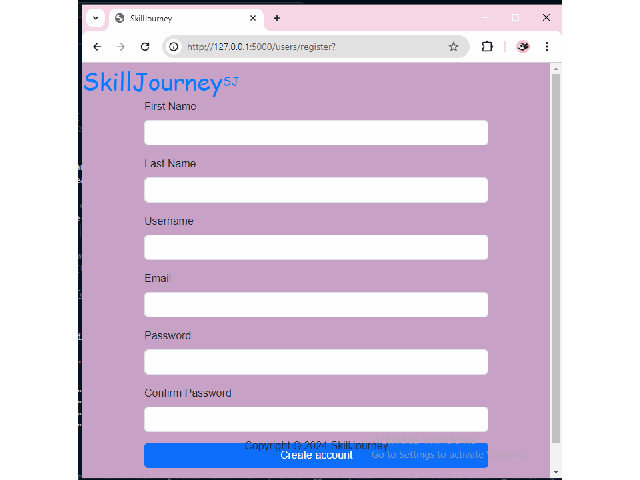 SkillJourney
http://127.0.0.1:5000/users/register?
SkillJourney SJ
First Name
Last Name
Username
Email
Password
Confirm Password
Copyright © 2024 SkillJourney
Create account
Go to Settings to activate Windows.